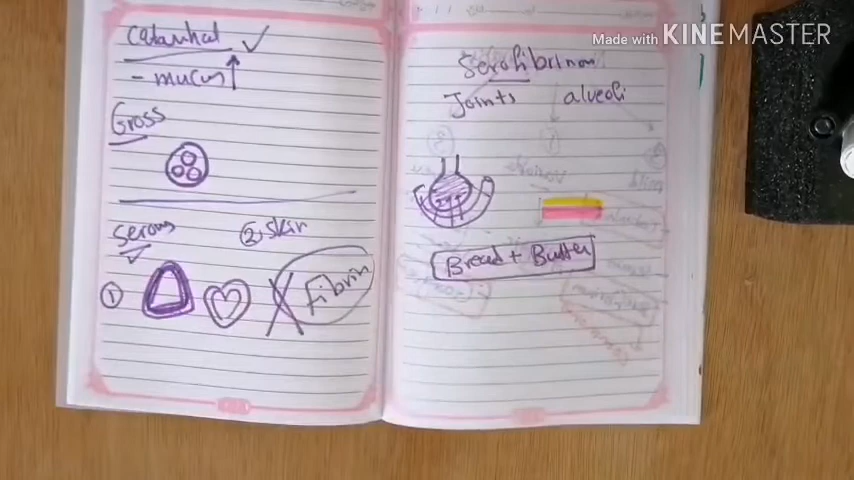 Made with KINEMASTER
Catarrhal ✓
- mucus ↑
Gross
Serous ✓
② Skin
①
Fibrin
Serofibrinous
Joints
alveoli
Bread + Butter